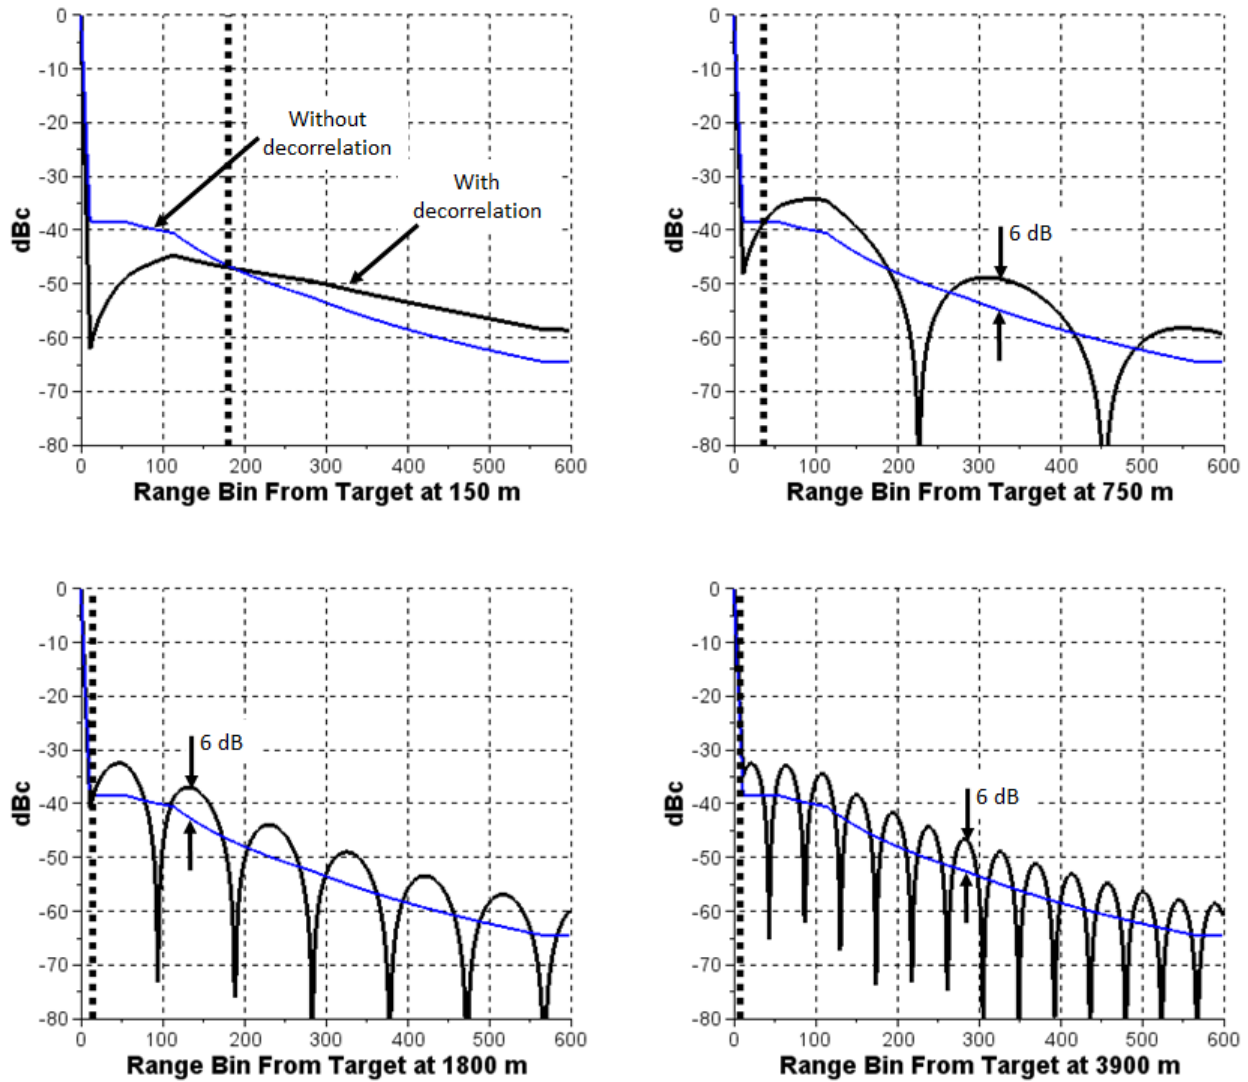 0
-10
-20
-30
-40
-50
-60
-70
-80
dBc
Without
decorrelation
With
decorrelation
0 100 200 300 400 500 600
Range Bin From Target at 150 m
0
-10
-20
-30
-40
-50
-60
-70
-80
dBc
6 dB
0 100 200 300 400 500 600
Range Bin From Target at 750 m
0
-10
-20
-30
-40
-50
-60
-70
-80
dBc
6 dB
0 100 200 300 400 500 600
Range Bin From Target at 1800 m
0
-10
-20
-30
-40
-50
-60
-70
-80
dBc
6 dB
0 100 200 300 400 500 600
Range Bin From Target at 3900 m